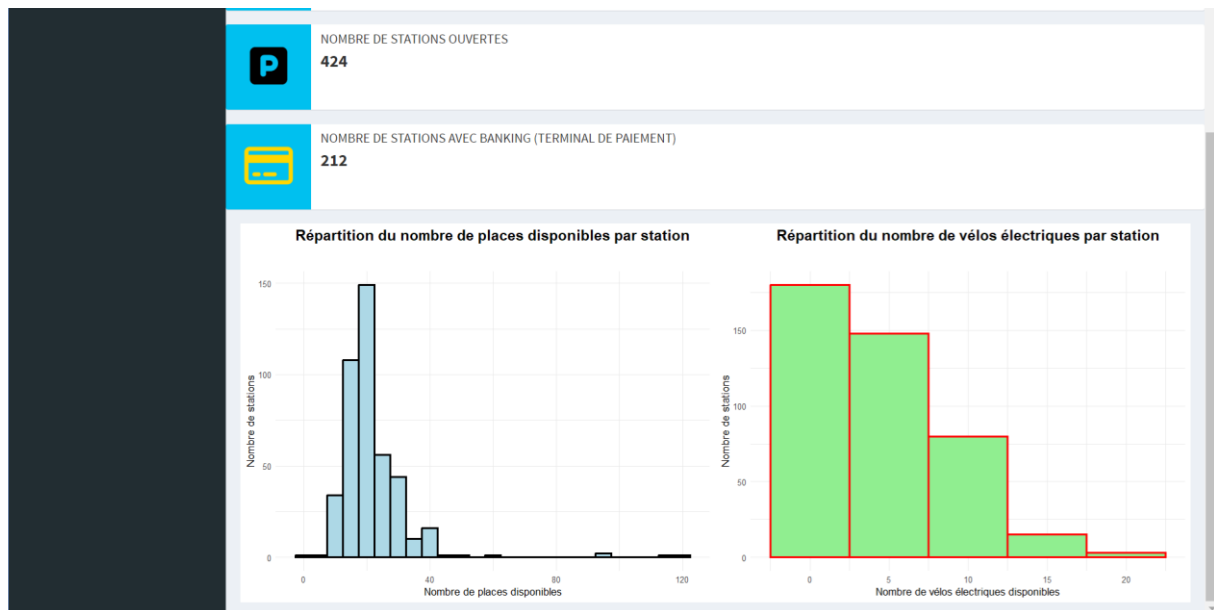 NOMBRE DE STATIONS OUVERTES
424
P
NOMBRE DE STATIONS AVEC BANKING (TERMINAL DE PAIEMENT)
212
Répartition du nombre de places disponibles par station
150
100
50
0
Nombre de stations
0 40 80 120
Nombre de places disponibles
Répartition du nombre de vélos électriques par station
150
100
50
0
Nombre de stations
0 5 10 15 20
Nombre de vélos électriques disponibles